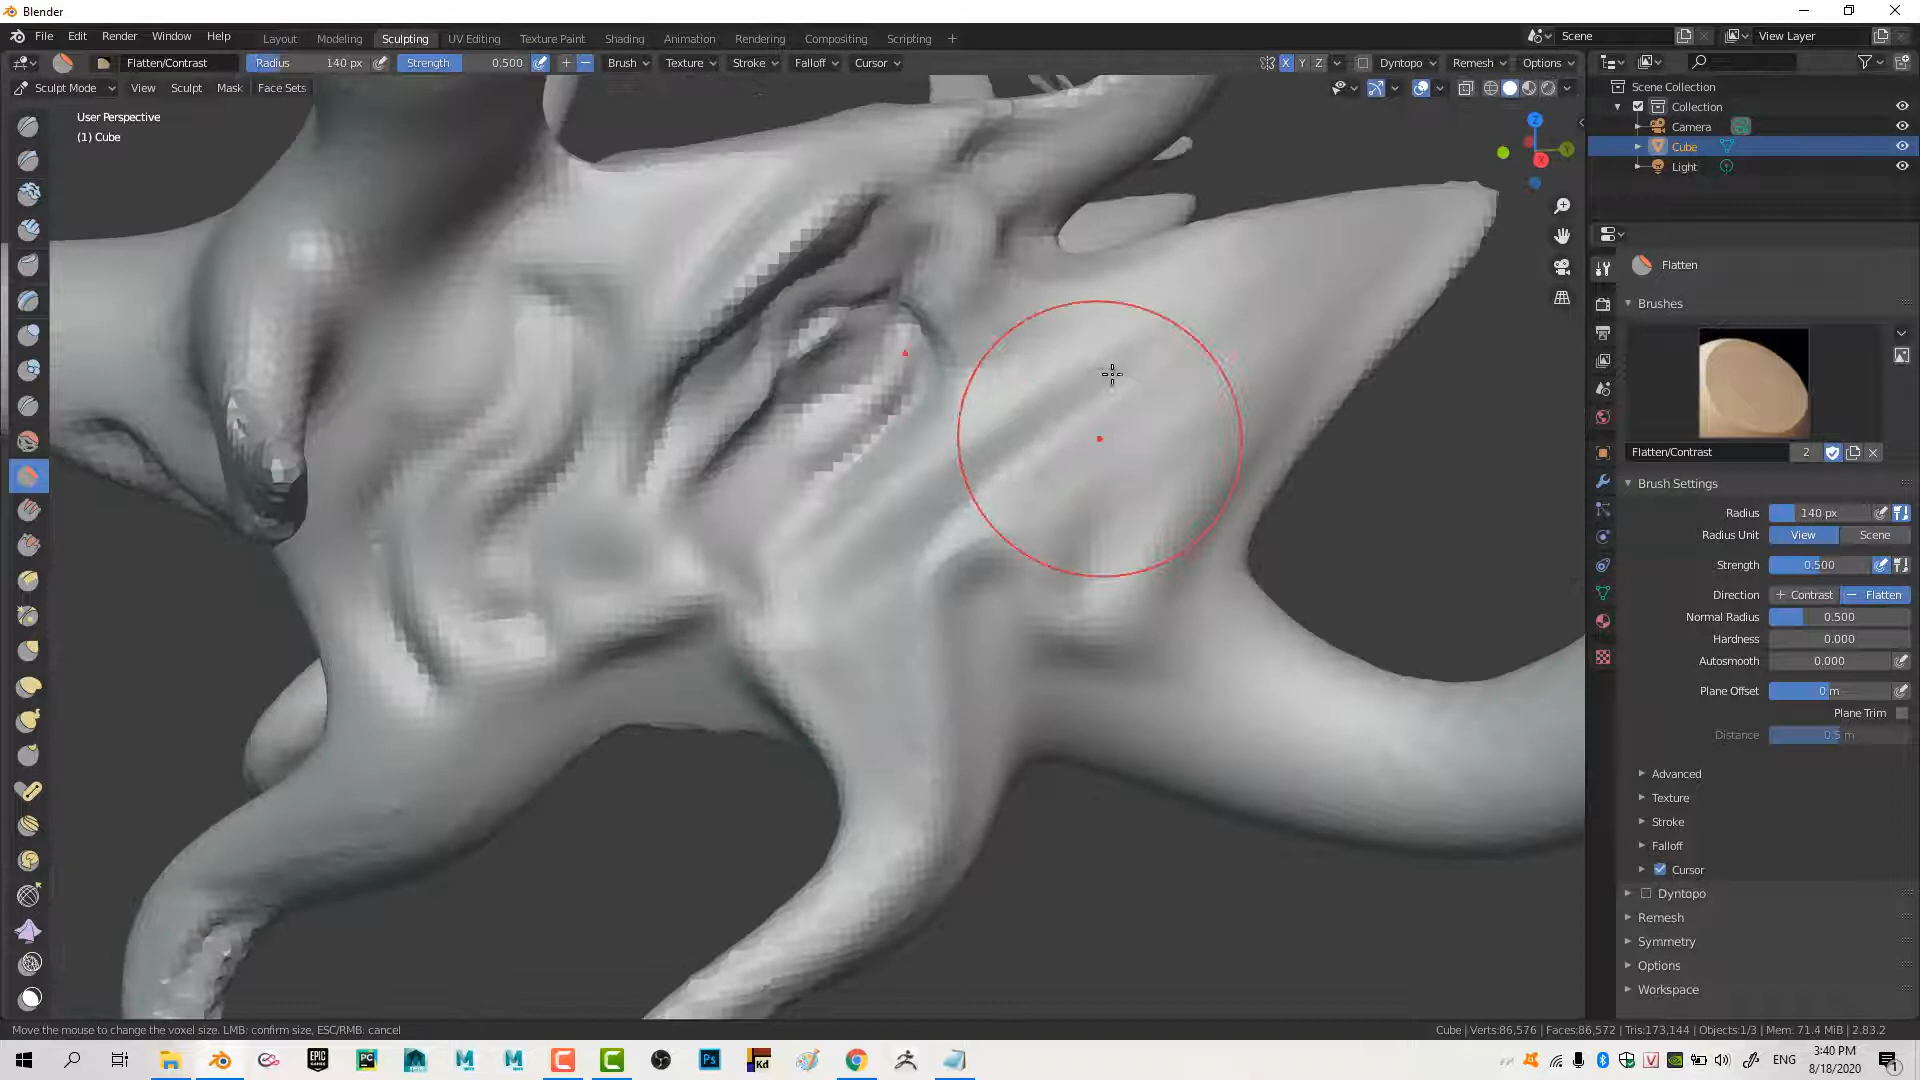 Blender
File Edit Render Window Help Layout Modeling Sculpting UV Editing Texture Paint Shading Animation Rendering Compositing Scripting + Scene View Layer
Flatten/Contrast Radius 140 px Strength 0.500 + − Brush Texture Stroke Falloff Cursor X Y Z Dyntopo Remesh Options
Sculpt Mode View Sculpt Mask Face Sets
User Perspective
(1) Cube
Z
Y
X
Scene Collection
Collection
Camera
Cube
Light
Flatten
Brushes
Flatten/Contrast 2
Brush Settings
Radius 140 px
Radius Unit View Scene
Strength 0.500
Direction + Contrast − Flatten
Normal Radius 0.500
Hardness 0.000
Autosmooth 0.000
Plane Offset 0 m
Plane Trim
Distance 0.5 m
Advanced
Texture
Stroke
Falloff
Cursor
Dyntopo
Remesh
Symmetry
Options
Workspace
Move the mouse to change the voxel size. LMB: confirm size, ESC/RMB. cancel
Cube | Verts:86,576 | Faces:86,572 | Tris:173,144 | Objects:1/3 | Mem: 71.4 MiB | 2.83.2
EPIC GAMES PC M M C C Ps Kd V ENG
3:40 PM
8/18/2020
1